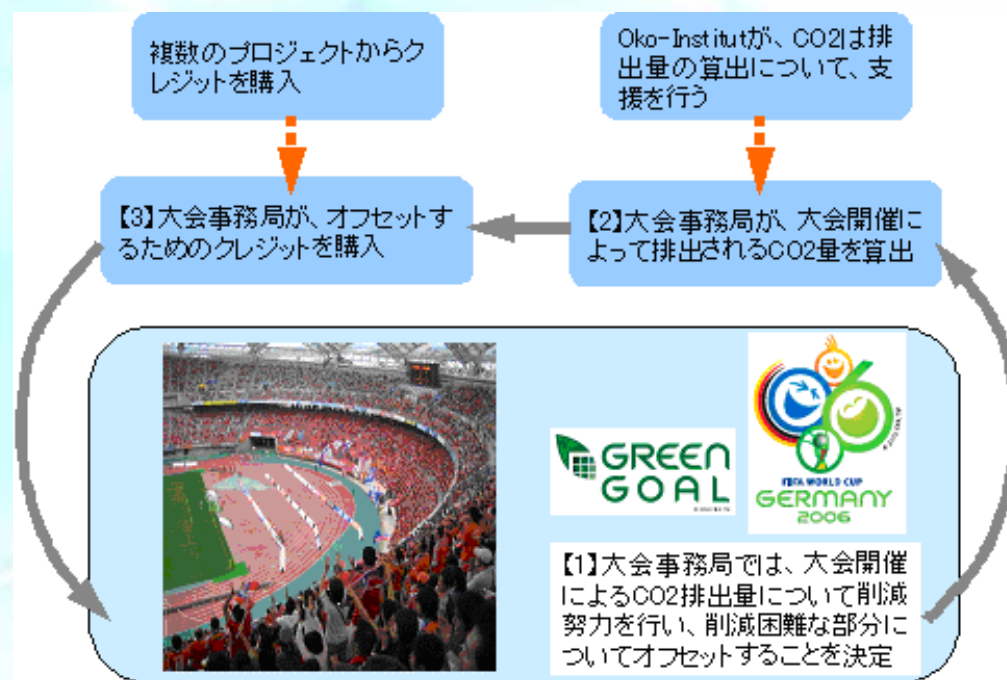 複数のプロジェクトからク
レジットを購入
Oko-Institutが、CO2は排
出量の算出について、支
援を行う
【3】大会事務局が、オフセットす
るためのクレジットを購入
【2】大会事務局が、大会開催に
よって排出されるCO2量を算出
GREEN
GOAL
FIFA WORLD CUP
GERMANY
2006
【1】大会事務局では、大会開催
によるCO2排出量について削減
努力を行い、削減困難な部分に
ついてオフセットすることを決定